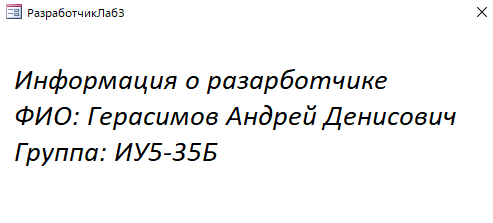 РазработчикЛаб3
Информация о разарботчике
ФИО: Герасимов Андрей Денисович
Группа: ИУ5-35Б